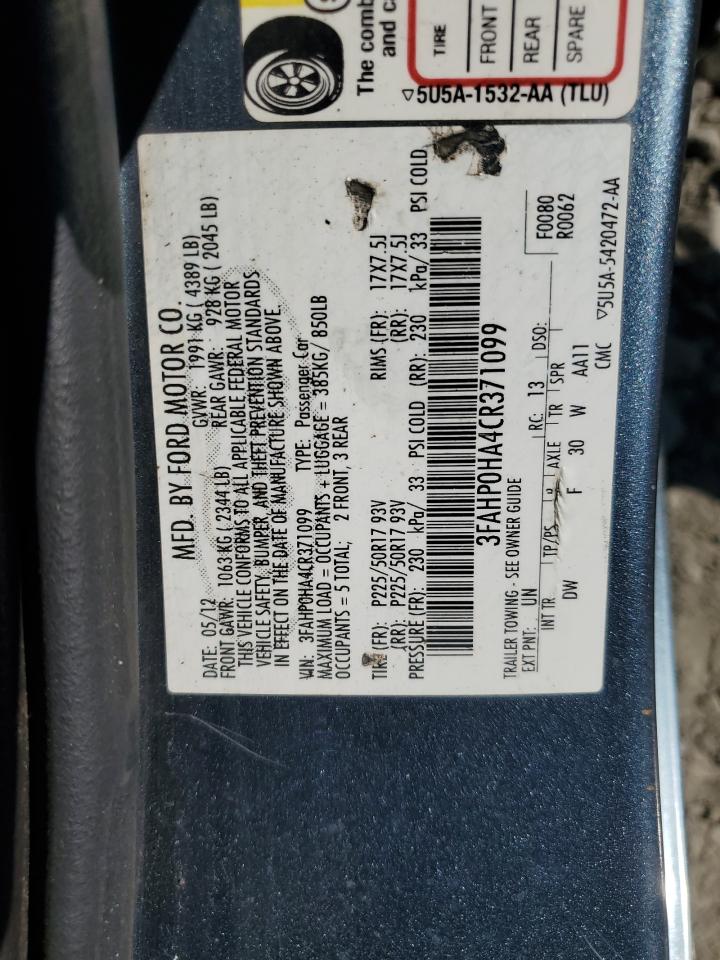 The comb
and ca
TIRE
FRONT
REAR
SPARE
▽5U5A-1532-AA (TLU)
MFD. BY FORD MOTOR CO.
DATE: 05/12 GVWR: 1991 KG ( 4389 LB)
FRONT GAWR: 1063 KG ( 2344 LB) REAR GAWR: 928 KG ( 2045 LB)
THIS VEHICLE CONFORMS TO ALL APPLICABLE FEDERAL MOTOR
VEHICLE SAFETY, BUMPER, AND THEFT PREVENTION STANDARDS
IN EFFECT ON THE DATE OF MANUFACTURE SHOWN ABOVE.
VIN: 3FAHP0HA4CR371099 TYPE: Passenger Car
MAXIMUM LOAD = OCCUPANTS + LUGGAGE = 385KG/ 850LB
OCCUPANTS = 5 TOTAL; 2 FRONT, 3 REAR
TIRE (FR): P225/50R17 93V RIMS (FR): 17X7.5J
(RR): P225/50R17 93V (RR): 17X7.5J
PRESSURE (FR): 230 kPa/ 33 PSI COLD (RR): 230 kPa/ 33 PSI COLD
3FAHP0HA4CR371099
TRAILER TOWING - SEE OWNER GUIDE
EXT PNT: UN RC: 13 DSO: F0080
R0062
INT TR TP/PS AXLE TR SPR
DW F 30 W AA11
CMC ▽5U5A-5420472-AA